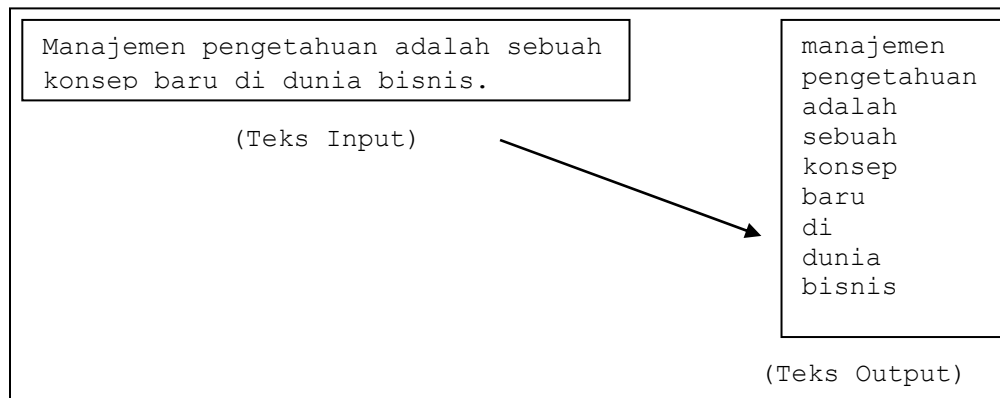 Manajemen pengetahuan adalah sebuah
konsep baru di dunia bisnis.
(Teks Input)
manajemen
pengetahuan
adalah
sebuah
konsep
baru
di
dunia
bisnis
(Teks Output)